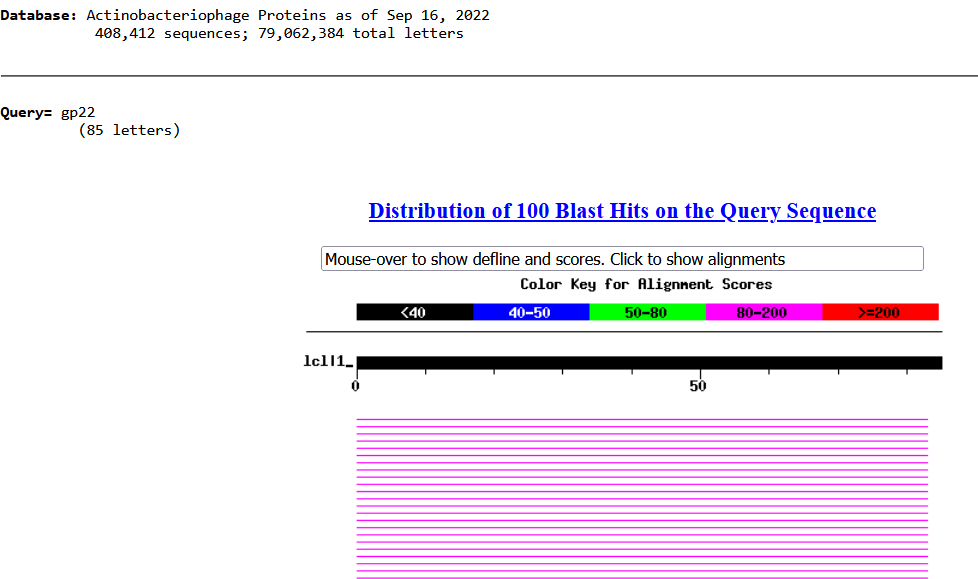 Database: Actinobacteriophage Proteins as of Sep 16, 2022
408,412 sequences; 79,062,384 total letters
Query= gp22
(85 letters)
Distribution of 100 Blast Hits on the Query Sequence
Mouse-over to show defline and scores. Click to show alignments
Color Key for Alignment Scores
<40 40-50 50-80 80-200 >=200
lcl|1_
0 50